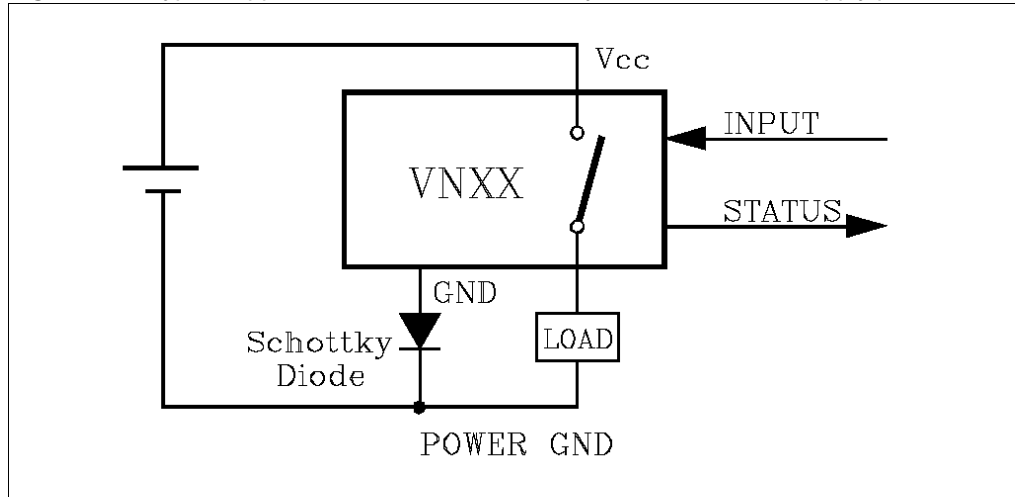 Vcc
INPUT
VNXX
STATUS
GND
Schottky
Diode
LOAD
POWER GND